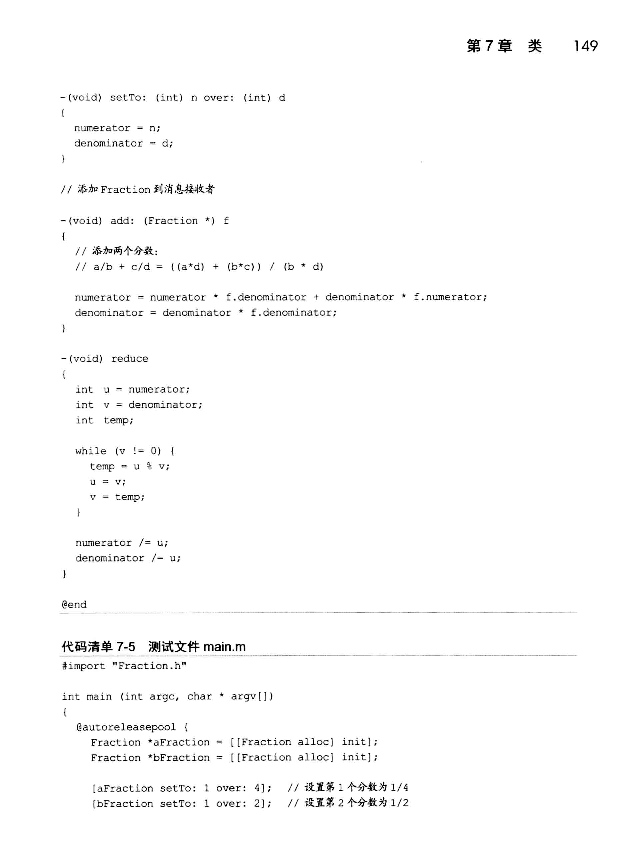 第 7 章 类 149
-(void) setTo: (int) n over: (int) d
{
numerator = n;
denominator = d;
}
// 添加 Fraction 到消息接收者
-(void) add: (Fraction *) f
{
// 添加两个分数:
// a/b + c/d = ((a*d) + (b*c)) / (b * d)
numerator = numerator * f.denominator + denominator * f.numerator;
denominator = denominator * f.denominator;
}
-(void) reduce
{
int u = numerator;
int v = denominator;
int temp;
while (v != 0) {
temp = u % v;
u = v;
v = temp;
}
numerator /= u;
denominator /= u;
}
@end
代码清单 7-5 测试文件 main.m
#import "Fraction.h"
int main (int argc, char * argv[])
{
@autoreleasepool {
Fraction *aFraction = [[Fraction alloc] init];
Fraction *bFraction = [[Fraction alloc] init];
[aFraction setTo: 1 over: 4]; // 设置第 1 个分数为 1/4
[bFraction setTo: 1 over: 2]; // 设置第 2 个分数为 1/2